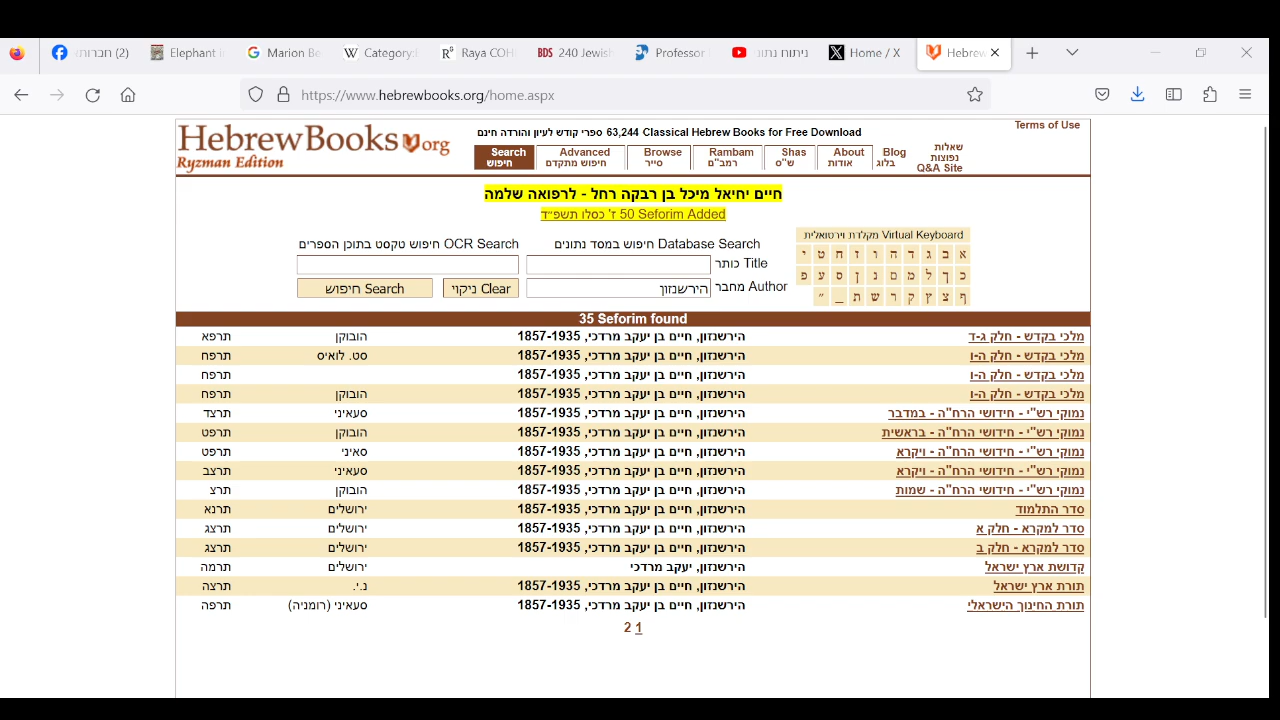 (2) חברותא
Elephant i
Marion Be
Category:
Raya COH
BDS 240 Jewish
Professor
ניתוח נתוני
Home / X
Hebrew
https://www.hebrewbooks.org/home.aspx
HebrewBooks.org
Ryzman Edition
63,244 Classical Hebrew Books for Free Download ספרי קודש לעיון והורדה חינם
Terms of Use
Search חיפוש
Advanced חיפוש מתקדם
Browse סייר
Rambam רמב"ם
Shas ש"ס
About אודות
Blog בלוג
שאלות נפוצות Q&A Site
חיים יחיאל מיכל בן רבקה רחל - לרפואה שלמה
50 Seforim Added ז' כסלו תשפ״ד
OCR Search חיפוש טקסט בתוכן הספרים
Database Search חיפוש במסד נתונים
Virtual Keyboard מקלדת וירטואלית
Title כותר
Author מחבר
הירשנזון
Search חיפוש
Clear ניקוי
א ב ג ד ה ו ז ח ט י
כ ך ל מ ם נ ן ס ע פ
ף צ ץ ק ר ש ת _ ״
35 Seforim found
מלכי בקדש - חלק ג-ד הירשנזון, חיים בן יעקב מרדכי, 1857-1935 הובוקן תרפא
מלכי בקדש - חלק ה-ו הירשנזון, חיים בן יעקב מרדכי, 1857-1935 סט. לואיס תרפח
מלכי בקדש - חלק ה-ו הירשנזון, חיים בן יעקב מרדכי, 1857-1935 תרפח
מלכי בקדש - חלק ה-ו הירשנזון, חיים בן יעקב מרדכי, 1857-1935 הובוקן תרפח
נמוקי רש"י - חידושי הרח"ה - במדבר הירשנזון, חיים בן יעקב מרדכי, 1857-1935 סעאיני תרצד
נמוקי רש"י - חידושי הרח"ה - בראשית הירשנזון, חיים בן יעקב מרדכי, 1857-1935 הובוקן תרפט
נמוקי רש"י - חידושי הרח"ה - ויקרא הירשנזון, חיים בן יעקב מרדכי, 1857-1935 סאיני תרפט
נמוקי רש"י - חידושי הרח"ה - ויקרא הירשנזון, חיים בן יעקב מרדכי, 1857-1935 סעאיני תרצב
נמוקי רש"י - חידושי הרח"ה - שמות הירשנזון, חיים בן יעקב מרדכי, 1857-1935 הובוקן תרצ
סדר התלמוד הירשנזון, חיים בן יעקב מרדכי, 1857-1935 ירושלים תרנא
סדר למקרא - חלק א הירשנזון, חיים בן יעקב מרדכי, 1857-1935 ירושלים תרצג
סדר למקרא - חלק ב הירשנזון, חיים בן יעקב מרדכי, 1857-1935 ירושלים תרצג
קדושת ארץ ישראל הירשנזון, יעקב מרדכי ירושלים תרמה
תורת ארץ ישראל הירשנזון, חיים בן יעקב מרדכי, 1857-1935 נ.י. תרצה
תורת החינוך הישראלי הירשנזון, חיים בן יעקב מרדכי, 1857-1935 סעאיני (רומניה) תרפה
1 2